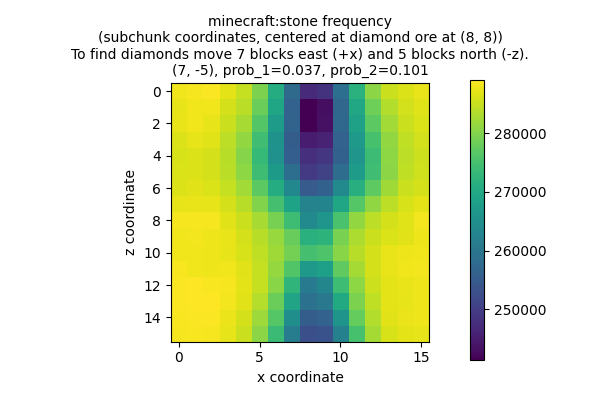 minecraft:stone frequency
(subchunk coordinates, centered at diamond ore at (8, 8))
To find diamonds move 7 blocks east (+x) and 5 blocks north (-z).
(7, -5), prob_1=0.037, prob_2=0.101
0
2
4
6
8
10
12
14
z coordinate
0
5
10
15
x coordinate
280000
270000
260000
250000